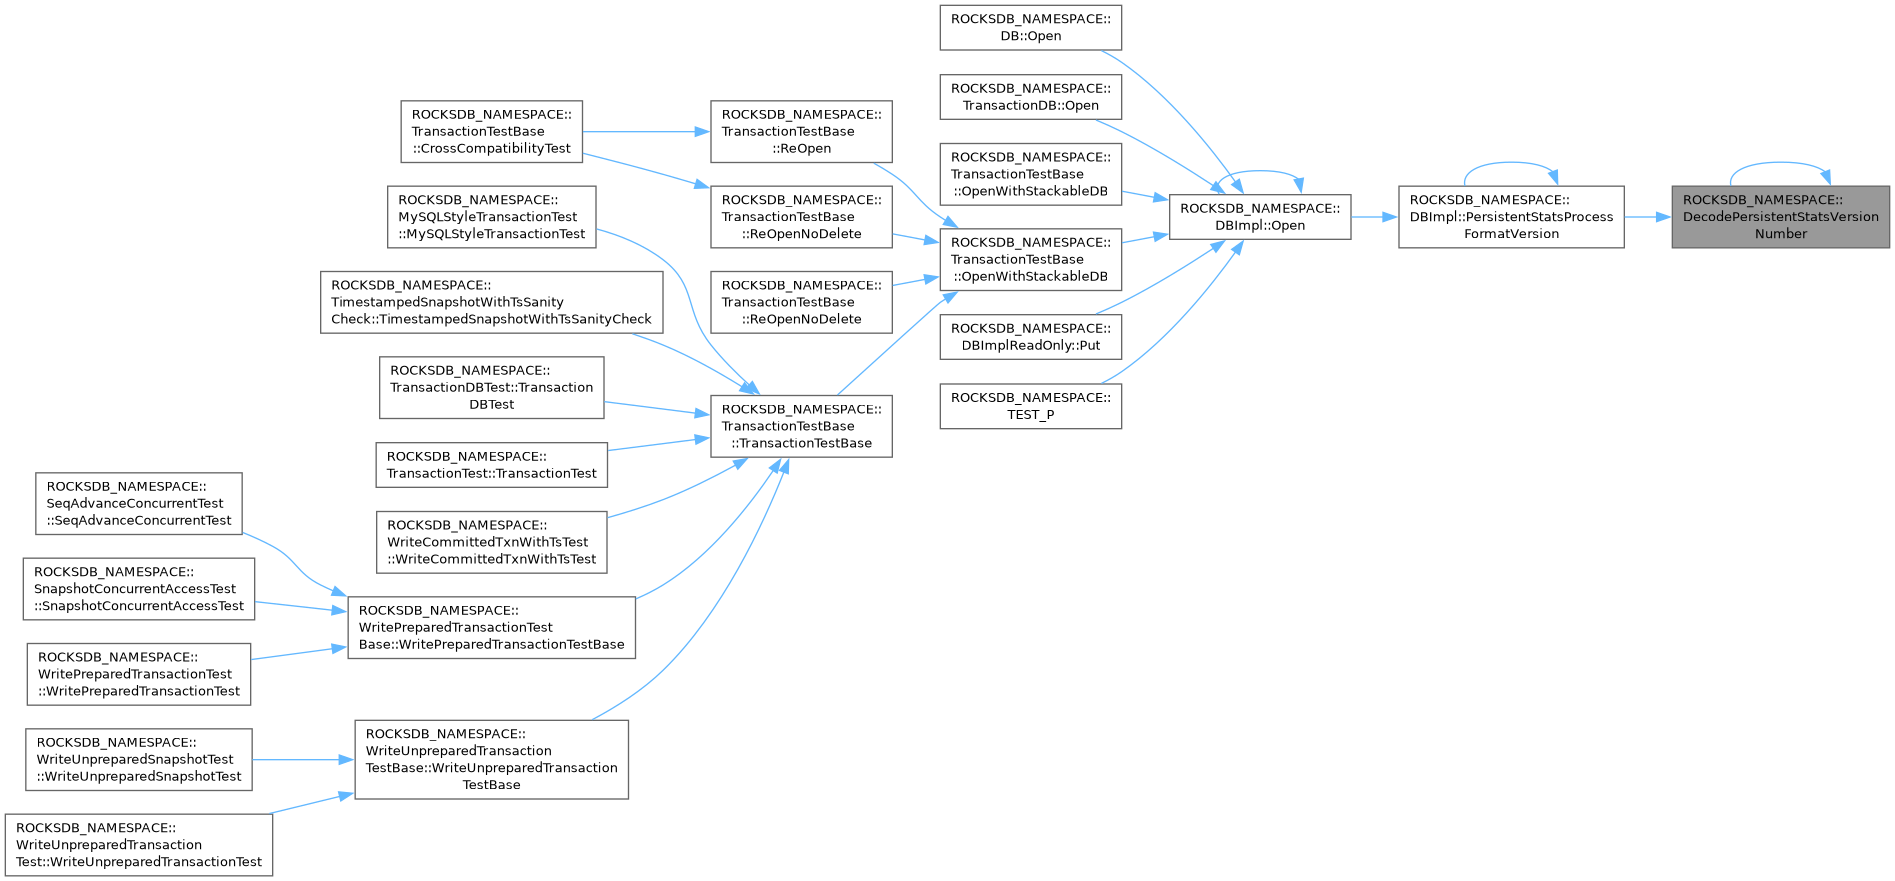 ROCKSDB_NAMESPACE::
DB::Open
ROCKSDB_NAMESPACE::
TransactionDB::Open
ROCKSDB_NAMESPACE::
TransactionTestBase
::CrossCompatibilityTest
ROCKSDB_NAMESPACE::
TransactionTestBase
::ReOpen
ROCKSDB_NAMESPACE::
TransactionTestBase
::OpenWithStackableDB
ROCKSDB_NAMESPACE::
MySQLStyleTransactionTest
::MySQLStyleTransactionTest
ROCKSDB_NAMESPACE::
TransactionTestBase
::ReOpenNoDelete
ROCKSDB_NAMESPACE::
DBImpl::Open
ROCKSDB_NAMESPACE::
DBImpl::PersistentStatsProcess
FormatVersion
ROCKSDB_NAMESPACE::
DecodePersistentStatsVersion
Number
ROCKSDB_NAMESPACE::
TransactionTestBase
::OpenWithStackableDB
ROCKSDB_NAMESPACE::
TimestampedSnapshotWithTsSanity
Check::TimestampedSnapshotWithTsSanityCheck
ROCKSDB_NAMESPACE::
TransactionTestBase
::ReOpenNoDelete
ROCKSDB_NAMESPACE::
DBImplReadOnly::Put
ROCKSDB_NAMESPACE::
TransactionDBTest::Transaction
DBTest
ROCKSDB_NAMESPACE::
TransactionTestBase
::TransactionTestBase
ROCKSDB_NAMESPACE::
TEST_P
ROCKSDB_NAMESPACE::
TransactionTest::TransactionTest
ROCKSDB_NAMESPACE::
SeqAdvanceConcurrentTest
::SeqAdvanceConcurrentTest
ROCKSDB_NAMESPACE::
WriteCommittedTxnWithTsTest
::WriteCommittedTxnWithTsTest
ROCKSDB_NAMESPACE::
SnapshotConcurrentAccessTest
::SnapshotConcurrentAccessTest
ROCKSDB_NAMESPACE::
WritePreparedTransactionTest
Base::WritePreparedTransactionTestBase
ROCKSDB_NAMESPACE::
WritePreparedTransactionTest
::WritePreparedTransactionTest
ROCKSDB_NAMESPACE::
WriteUnpreparedSnapshotTest
::WriteUnpreparedSnapshotTest
ROCKSDB_NAMESPACE::
WriteUnpreparedTransaction
TestBase::WriteUnpreparedTransaction
TestBase
ROCKSDB_NAMESPACE::
WriteUnpreparedTransaction
Test::WriteUnpreparedTransactionTest